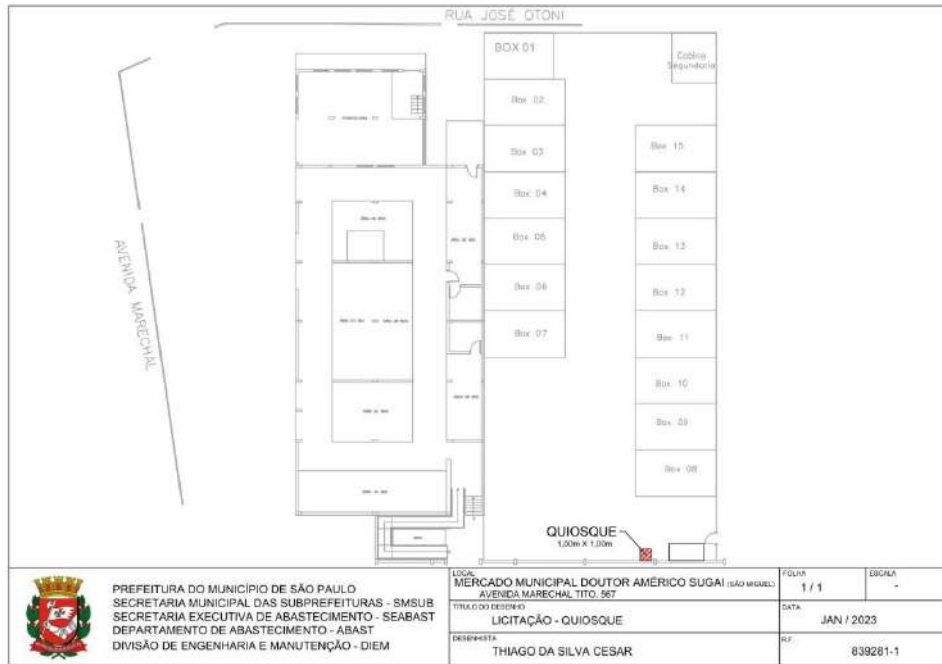 RUA JOSÉ OTONI
BOX 01
Cabine
Segundaria
Box 02
Box 03
Box 15
Box 04
Box 14
Box 05
Box 13
Box 06
Box 12
Box 07
Box 11
Box 10
Box 09
Box 08
AVENIDA MARECHAL
QUIOSQUE
1,00m X 1,00m
PREFEITURA DO MUNICÍPIO DE SÃO PAULO
SECRETARIA MUNICIPAL DAS SUBPREFEITURAS - SMSUB
SECRETARIA EXECUTIVA DE ABASTECIMENTO - SEABAST
DEPARTAMENTO DE ABASTECIMENTO - ABAST
DIVISÃO DE ENGENHARIA E MANUTENÇÃO - DIEM
LOCAL
MERCADO MUNICIPAL DOUTOR AMÉRICO SUGAI (SÃO MIGUEL)
AVENIDA MARECHAL TITO, 567
FOLHA
1 / 1
ESCALA
-
TÍTULO DO DESENHO
LICITAÇÃO - QUIOSQUE
DATA
JAN / 2023
DESENHISTA
THIAGO DA SILVA CESAR
R.F.
839281-1